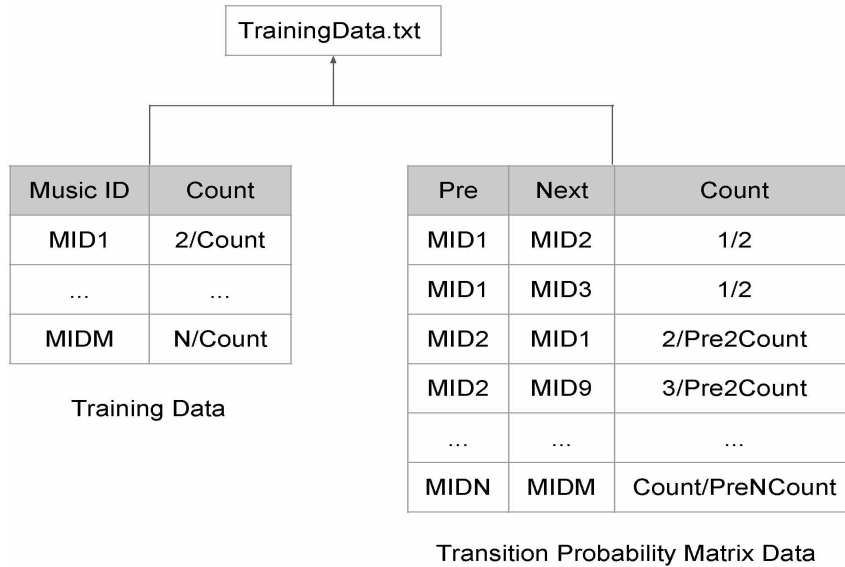 TrainingData.txt
Music ID Count
MID1 2/Count
... ...
MIDM N/Count
Training Data
Pre Next Count
MID1 MID2 1/2
MID1 MID3 1/2
MID2 MID1 2/Pre2Count
MID2 MID9 3/Pre2Count
... ... ...
MIDN MIDM Count/PreNCount
Transition Probability Matrix Data